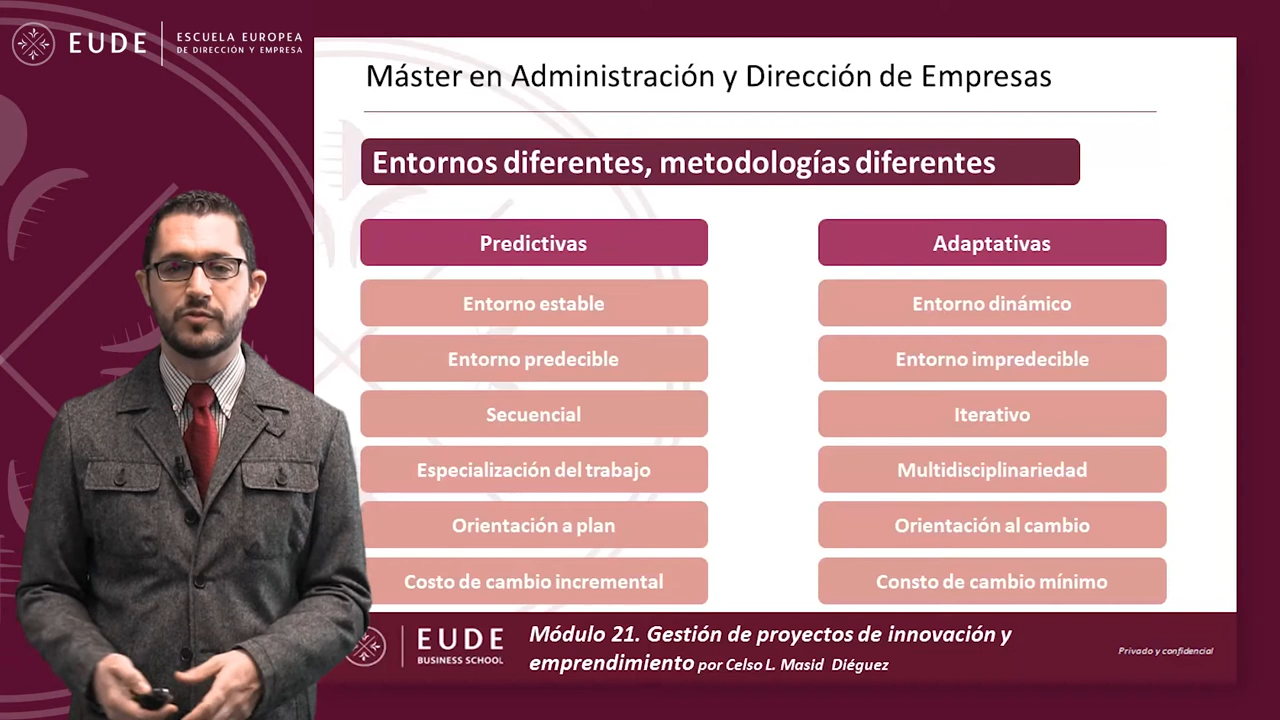 EUDE
ESCUELA EUROPEA
DE DIRECCIÓN Y EMPRESA
Máster en Administración y Dirección de Empresas
Entornos diferentes, metodologías diferentes
Predictivas
Adaptativas
Entorno estable
Entorno dinámico
Entorno predecible
Entorno impredecible
Secuencial
Iterativo
Especialización del trabajo
Multidisciplinariedad
Orientación a plan
Orientación al cambio
Costo de cambio incremental
Consto de cambio mínimo
EUDE
BUSINESS SCHOOL
Módulo 21. Gestión de proyectos de innovación y
emprendimiento por Celso L. Masid Diéguez
Privado y confidencial